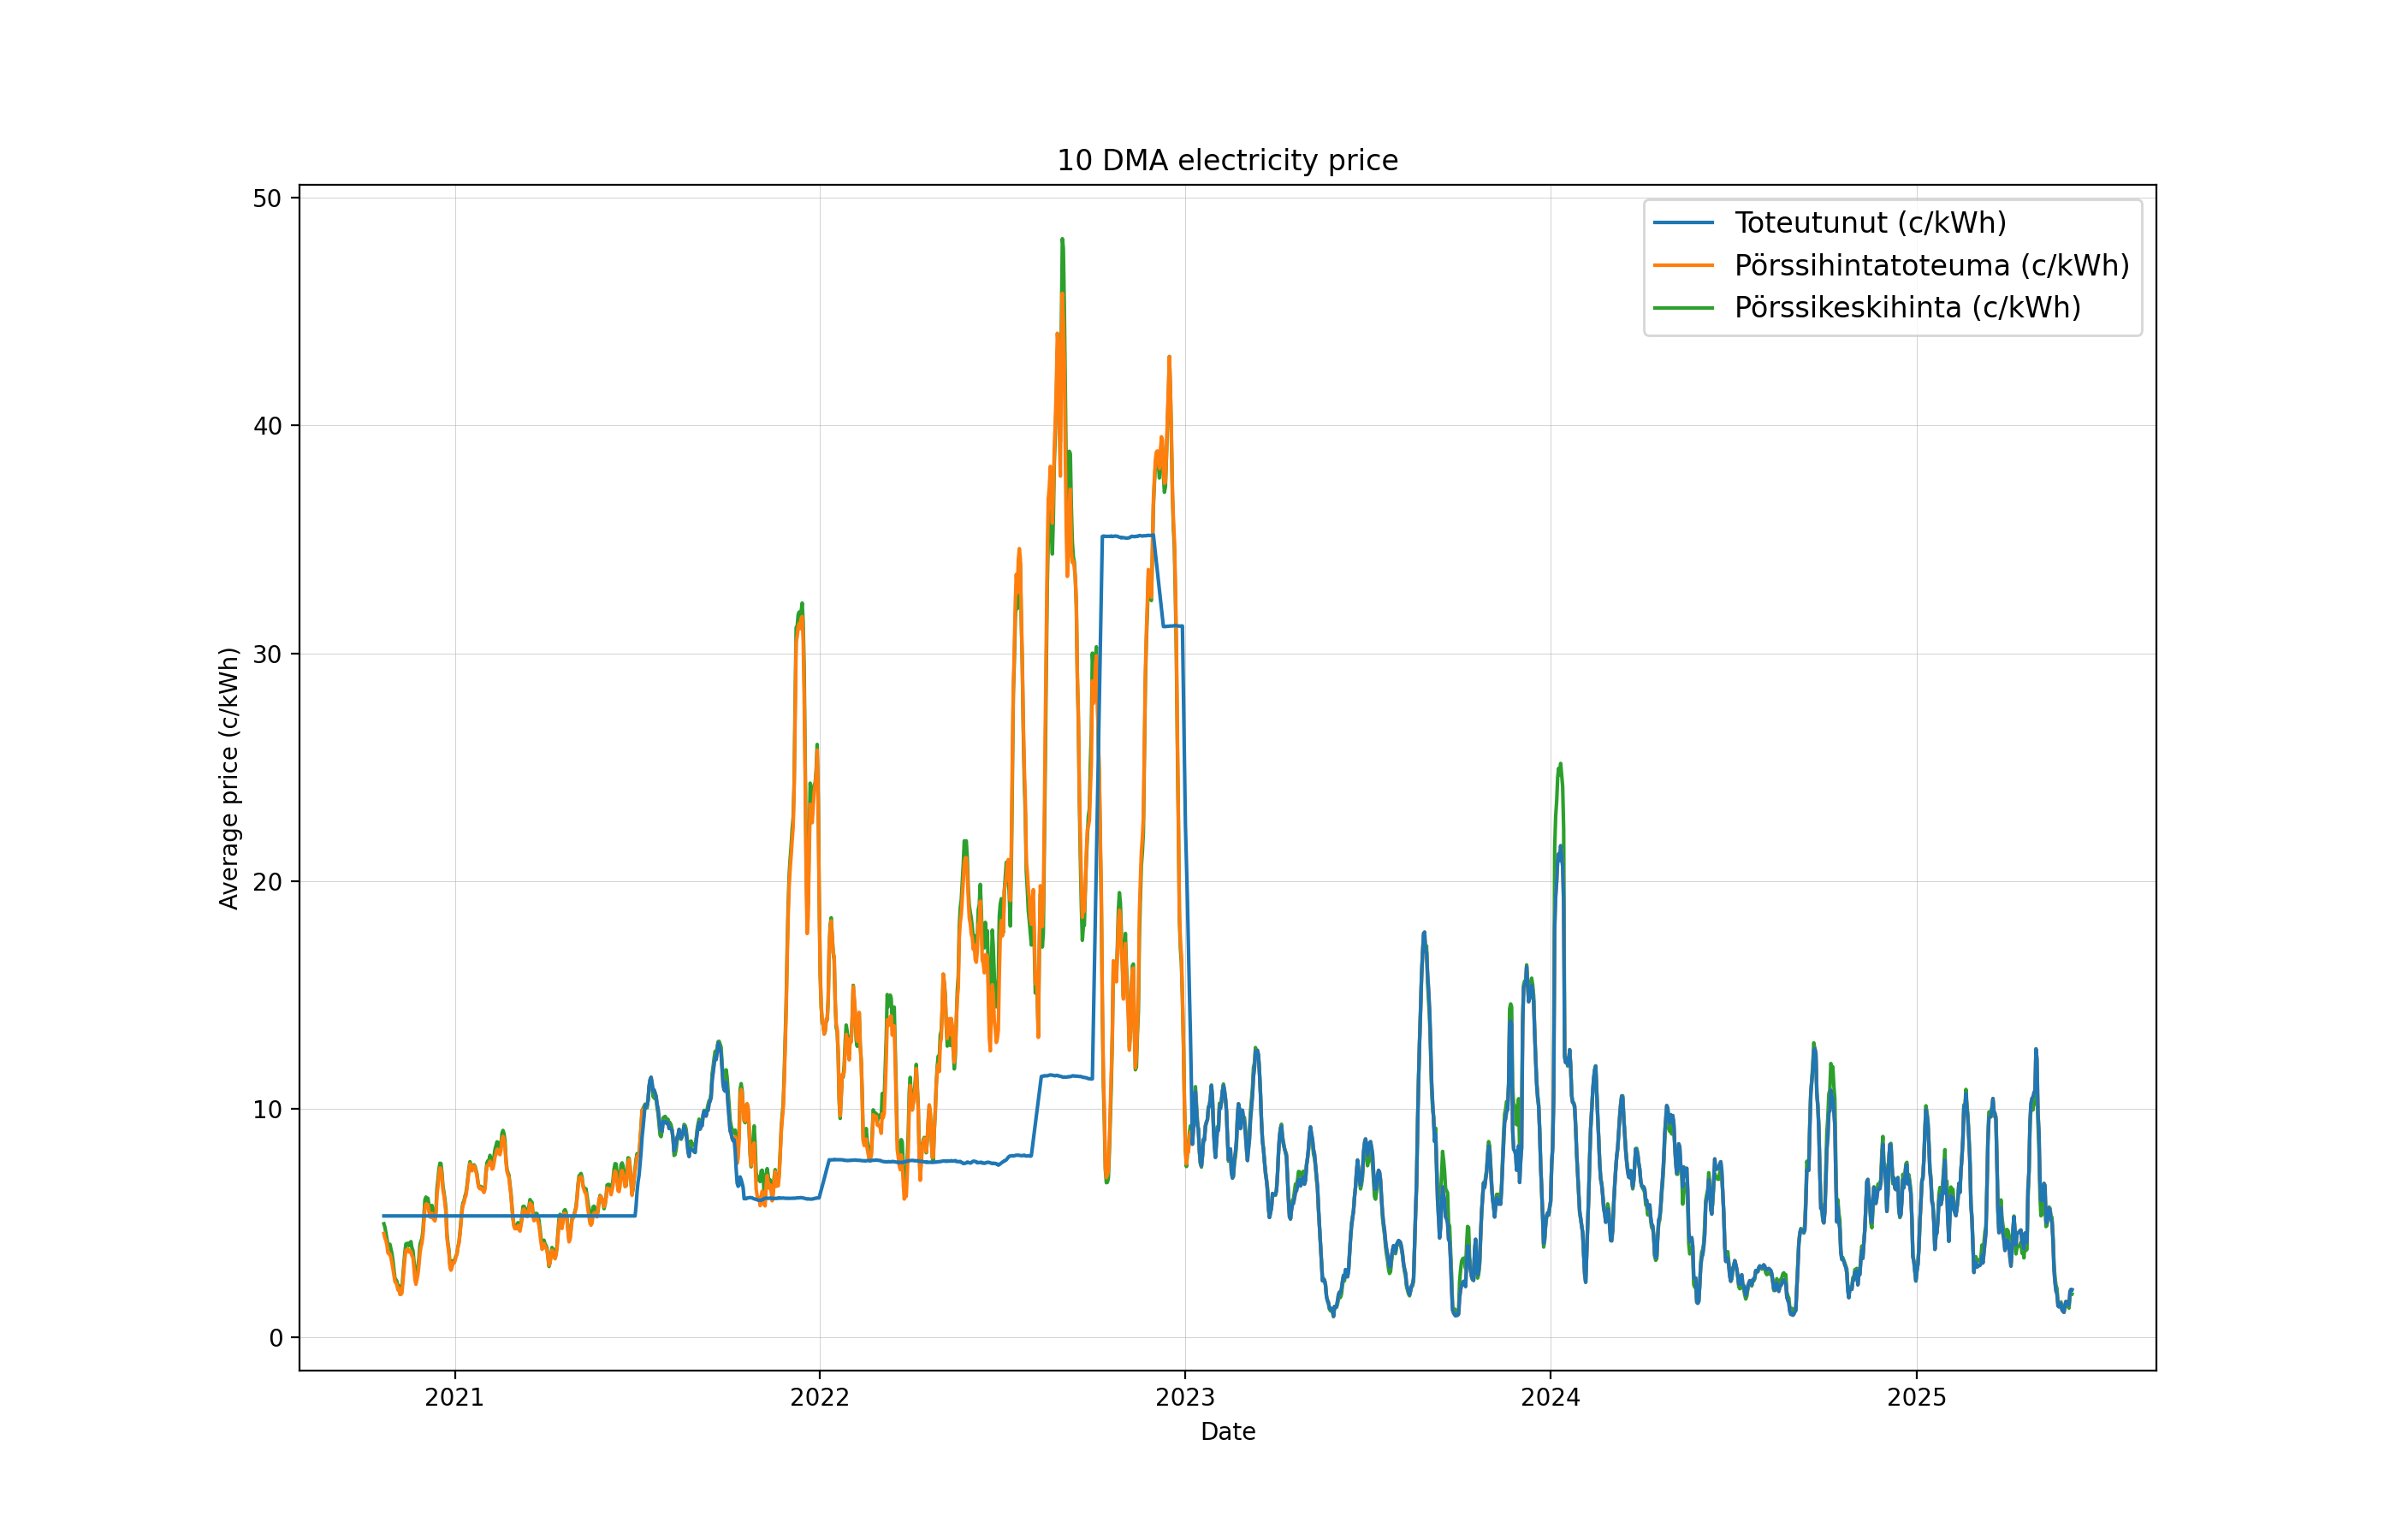 10 DMA electricity price
50
40
30
20
10
0
Average price (c/kWh)
Toteutunut (c/kWh)
Pörssihintatoteuma (c/kWh)
Pörssikeskihinta (c/kWh)
2021 2022 2023 2024 2025
Date